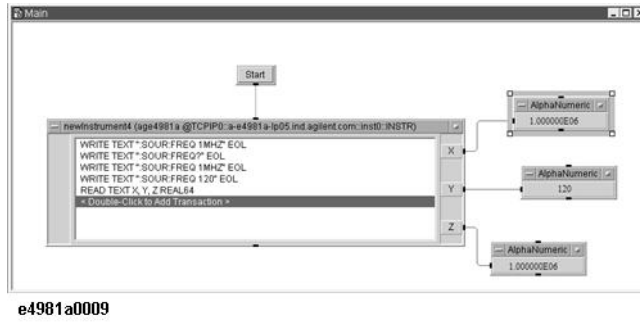 Main
Start
newInstrument4 (age4981a @TCPIP0::a-e4981a-lp05.ind.agilent.com::inst0::INSTR)
WRITE TEXT ":SOUR:FREQ 1MHZ" EOL
WRITE TEXT ":SOUR:FREQ?" EOL
WRITE TEXT ":SOUR:FREQ 1MHZ" EOL
WRITE TEXT ":SOUR:FREQ 120" EOL
READ TEXT X, Y, Z REAL64
< Double-Click to Add Transaction >
X
Y
Z
AlphaNumeric
1.000000E06
AlphaNumeric
120
AlphaNumeric
1.000000E06
e4981a0009